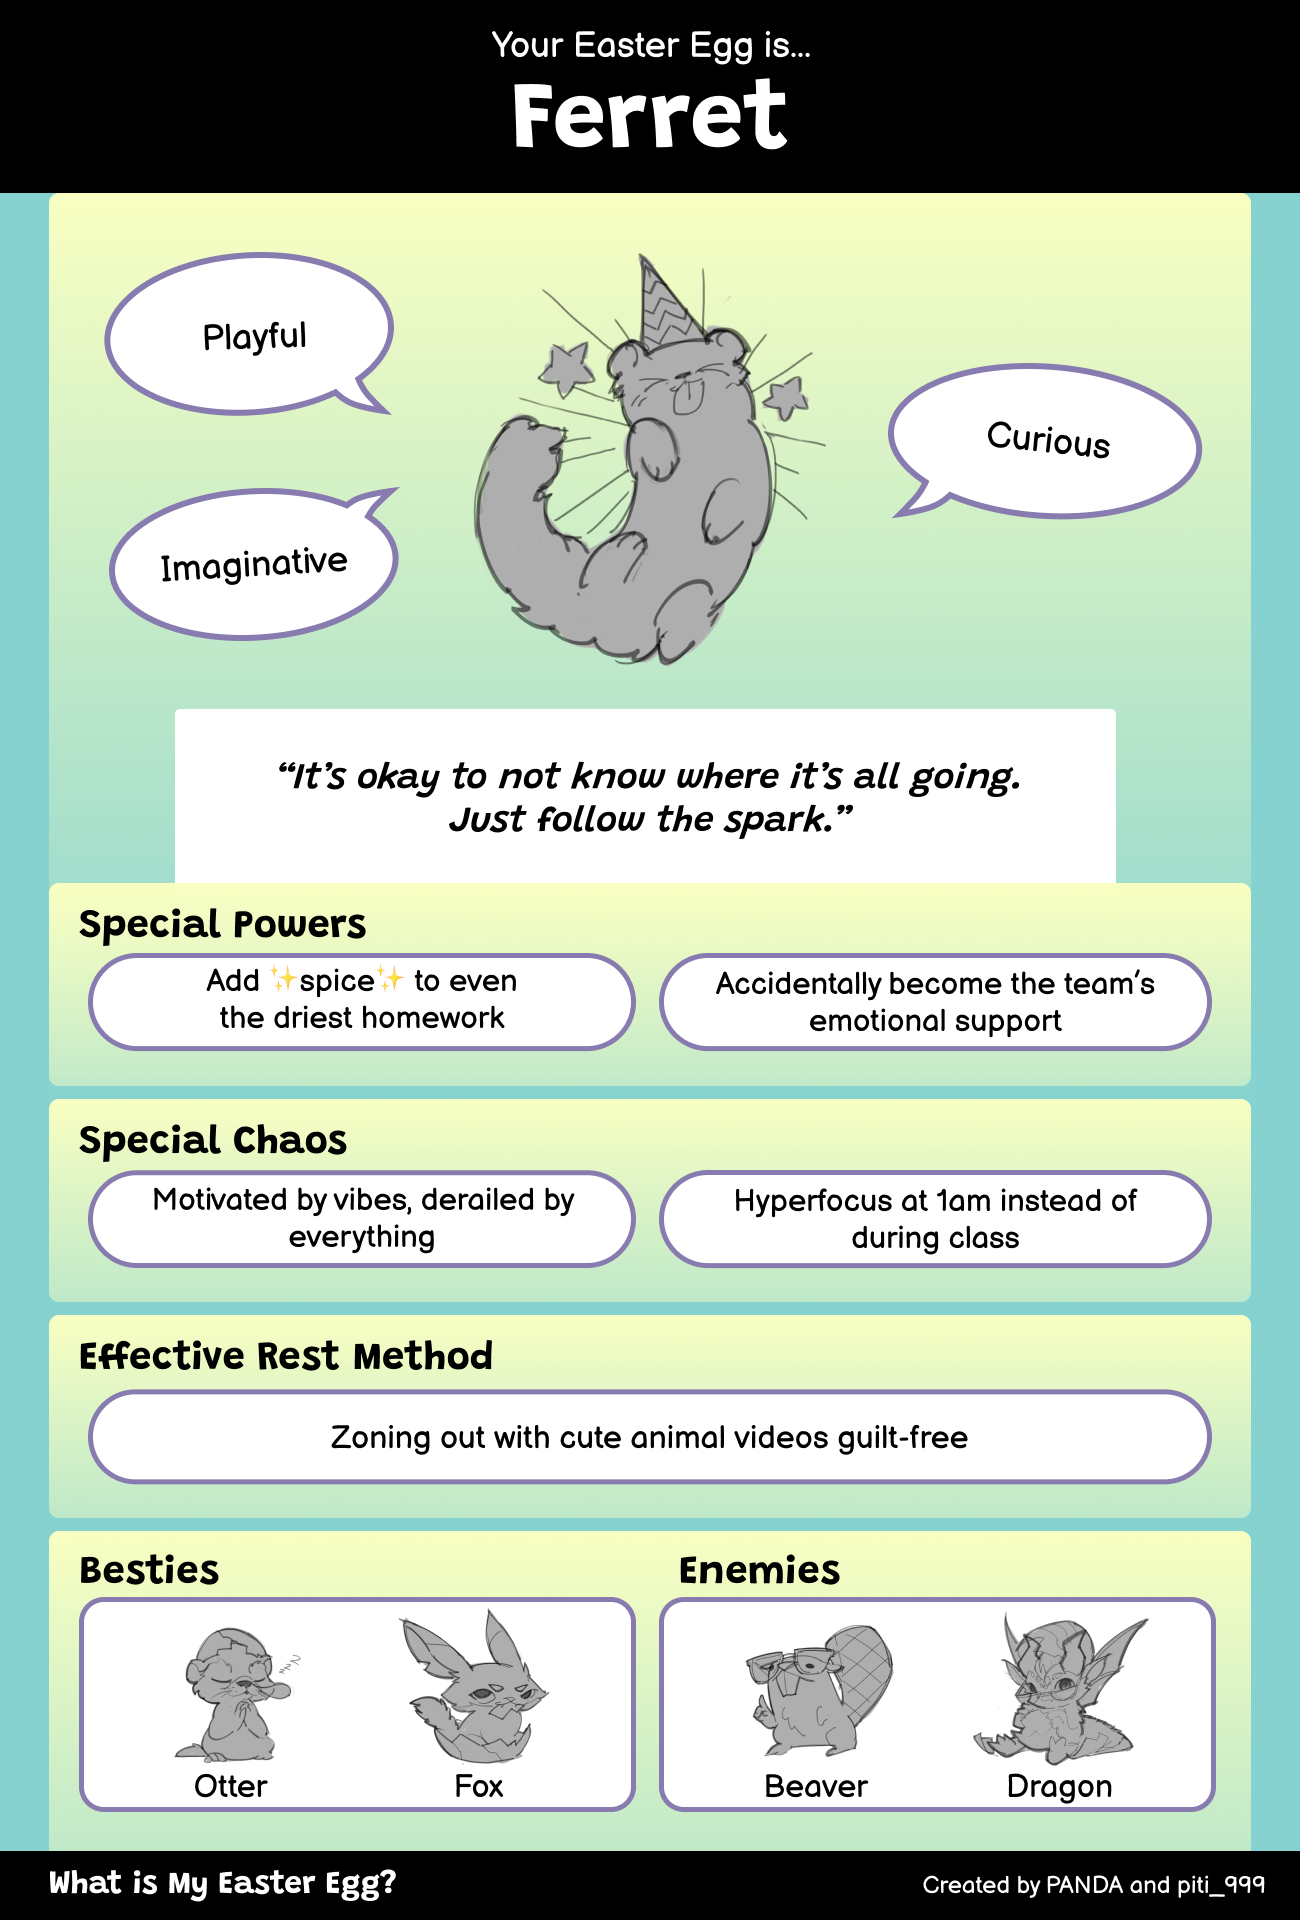 Your Easter Egg is...
Ferret
Playful
Curious
Imaginative
“It’s okay to not know where it’s all going.
Just follow the spark.”
Special Powers
Add ✨spice✨ to even
the driest homework
Accidentally become the team’s
emotional support
Special Chaos
Motivated by vibes, derailed by
everything
Hyperfocus at 1am instead of
during class
Effective Rest Method
Zoning out with cute animal videos guilt-free
Besties
Enemies
zzZZ
Otter
Fox
Beaver
Dragon
What is My Easter Egg?
Created by PANDA and piti_999